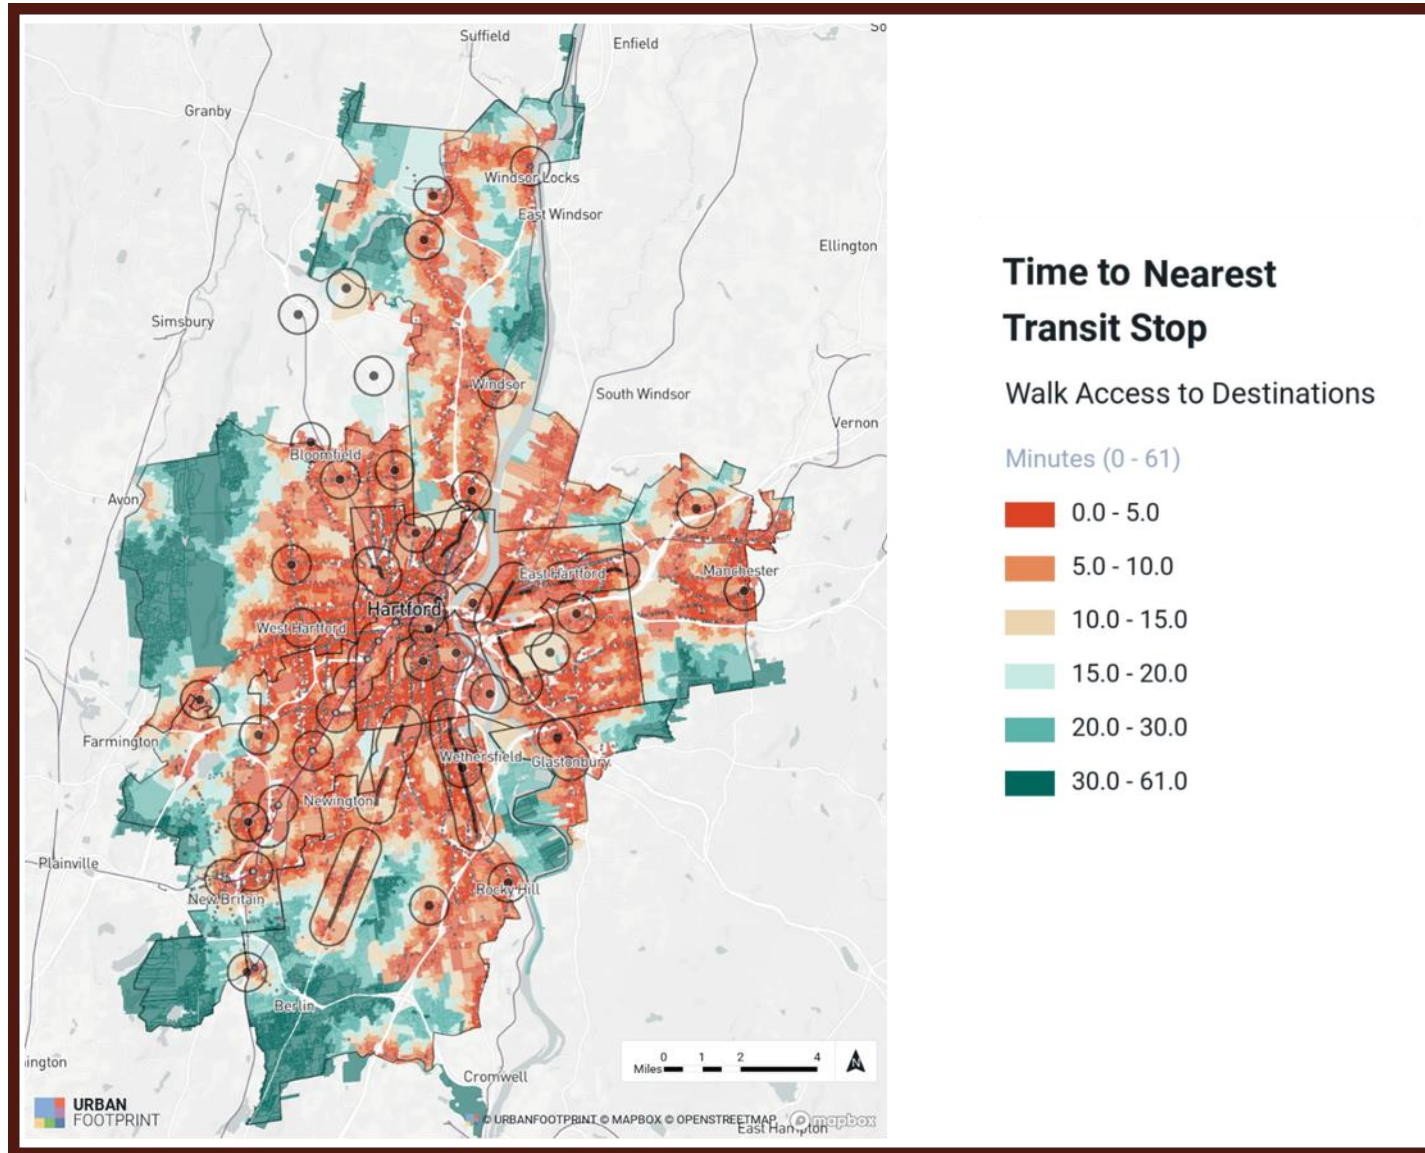 Suffield
So
Enfield
Granby
Windsor Locks
East Windsor
Ellington
Simsbury
Windsor
South Windsor
Vernon
Bloomfield
Avon
East Hartford
Manchester
Hartford
West Hartford
Farmington
Wethersfield
Glastonbury
Newington
Plainville
Rocky Hill
New Britain
Berlin
ington
Cromwell
0 1 2 4
Miles
N
URBAN
FOOTPRINT
© URBANFOOTPRINT © MAPBOX © OPENSTREETMAP
mapbox
East Hampton
Time to Nearest
Transit Stop
Walk Access to Destinations
Minutes (0 - 61)
0.0 - 5.0
5.0 - 10.0
10.0 - 15.0
15.0 - 20.0
20.0 - 30.0
30.0 - 61.0